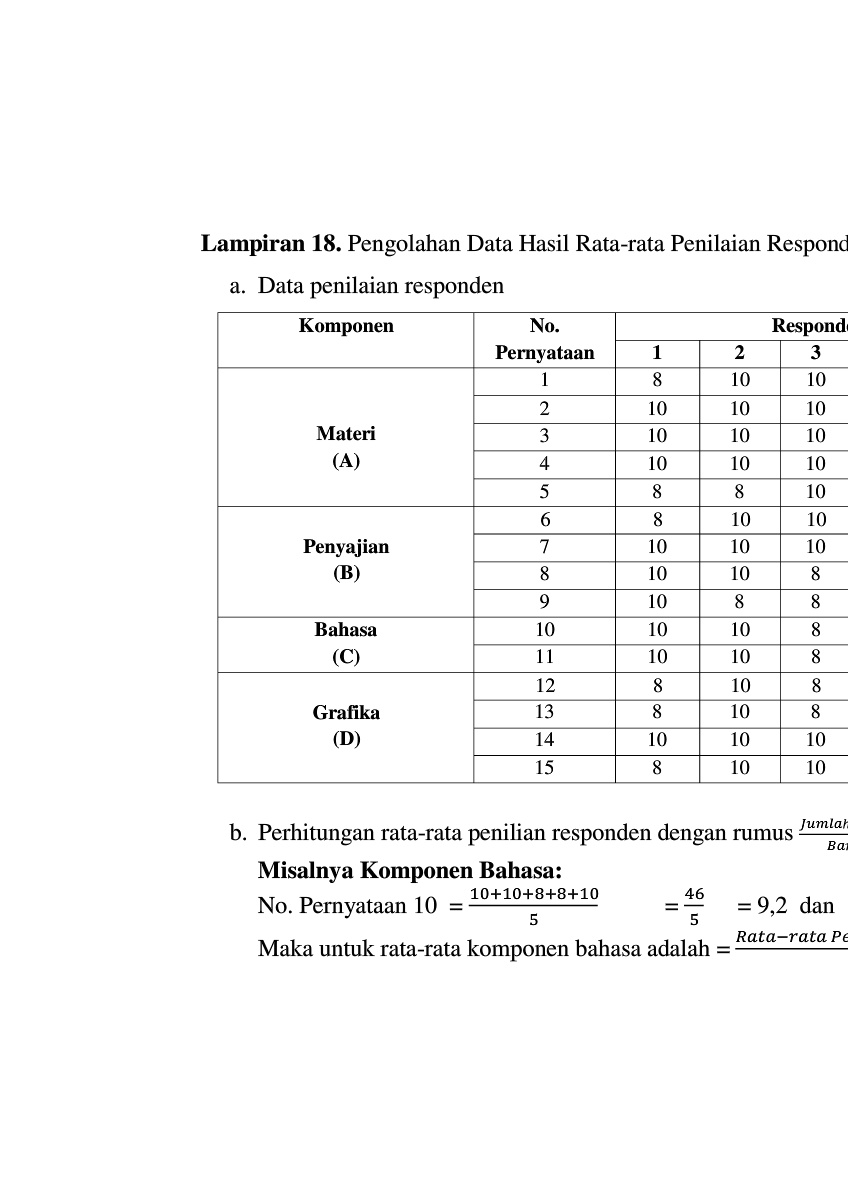 Lampiran 18. Pengolahan Data Hasil Rata-rata Penilaian Respond
a. Data penilaian responden
Komponen No. Responde
Pernyataan 1 2 3
Materi (A)
1 8 10 10
2 10 10 10
3 10 10 10
4 10 10 10
5 8 8 10
Penyajian (B)
6 8 10 10
7 10 10 10
8 10 10 8
9 10 8 8
Bahasa (C)
10 10 10 8
11 10 10 8
Grafika (D)
12 8 10 8
13 8 10 8
14 10 10 10
15 8 10 10
b. Perhitungan rata-rata penilian responden dengan rumus Jumlah / Ba
Misalnya Komponen Bahasa:
No. Pernyataan 10 = 10+10+8+8+10 / 5 = 46 / 5 = 9,2 dan
Maka untuk rata-rata komponen bahasa adalah = Rata−rata Pe